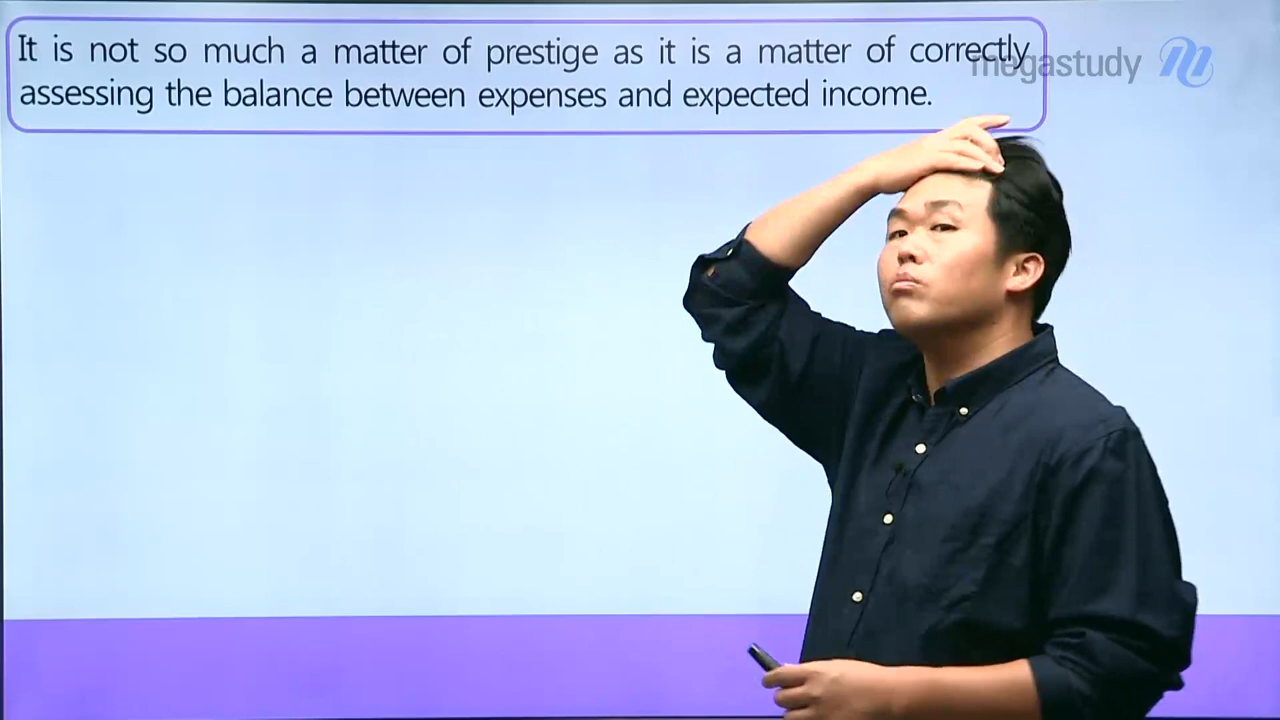 It is not so much a matter of prestige as it is a matter of correctly
megastudy
assessing the balance between expenses and expected income.